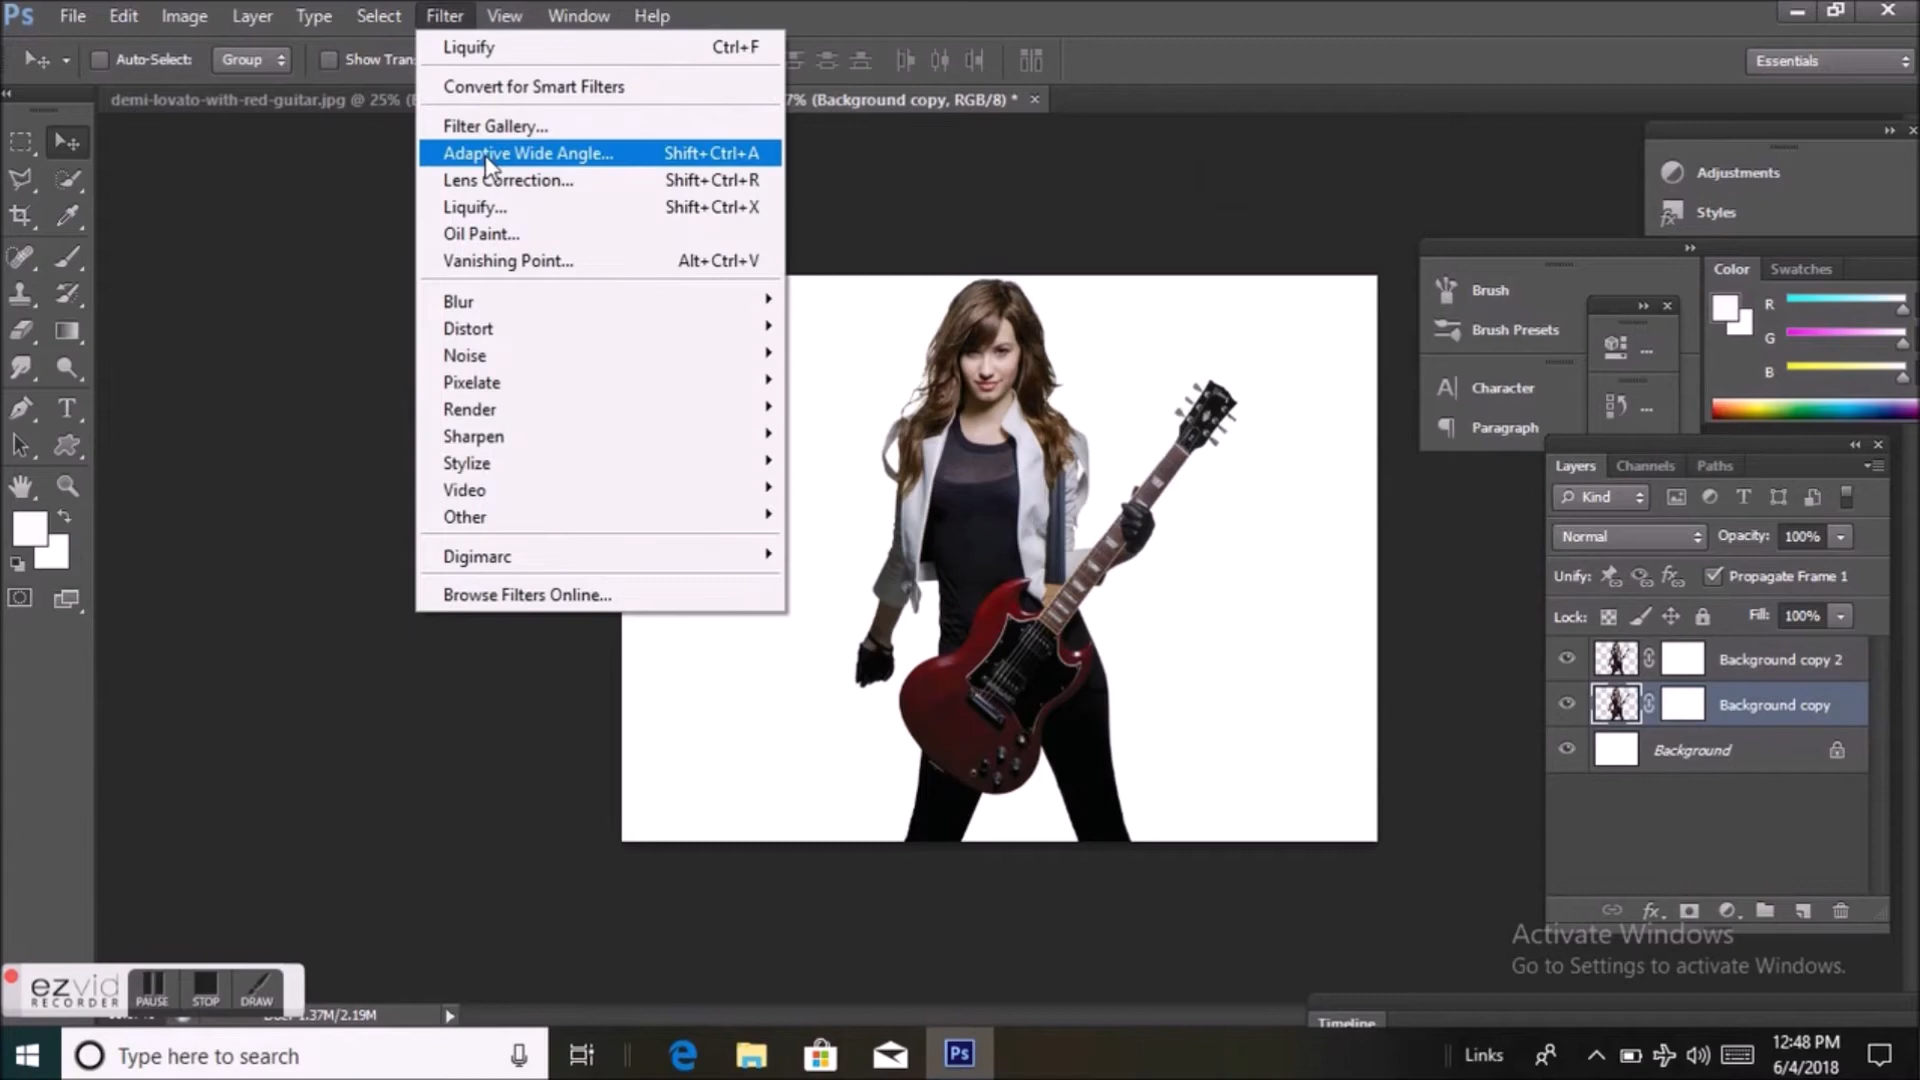 Ps File Edit Image Layer Type Select Filter View Window Help
Auto-Select: Group Show Tran Essentials
demi-lovato-with-red-guitar.jpg @ 25% 7% (Background copy, RGB/8) * ×
Liquify Ctrl+F
Convert for Smart Filters
Filter Gallery...
Adaptive Wide Angle... Shift+Ctrl+A
Lens Correction... Shift+Ctrl+R
Liquify... Shift+Ctrl+X
Oil Paint...
Vanishing Point... Alt+Ctrl+V
Blur
Distort
Noise
Pixelate
Render
Sharpen
Stylize
Video
Other
Digimarc
Browse Filters Online...
Adjustments
Styles
Brush
Brush Presets
Character
Paragraph
Color Swatches
R
G
B
Layers Channels Paths
Kind
Normal Opacity: 100%
Unify: Propagate Frame 1
Lock: Fill: 100%
Background copy 2
Background copy
Background
fx
Activate Windows
Go to Settings to activate Windows.
ezvid
RECORDER
PAUSE STOP DRAW
1.37M/2.19M
Timeline
Type here to search
Ps
Links
12:48 PM
6/4/2018